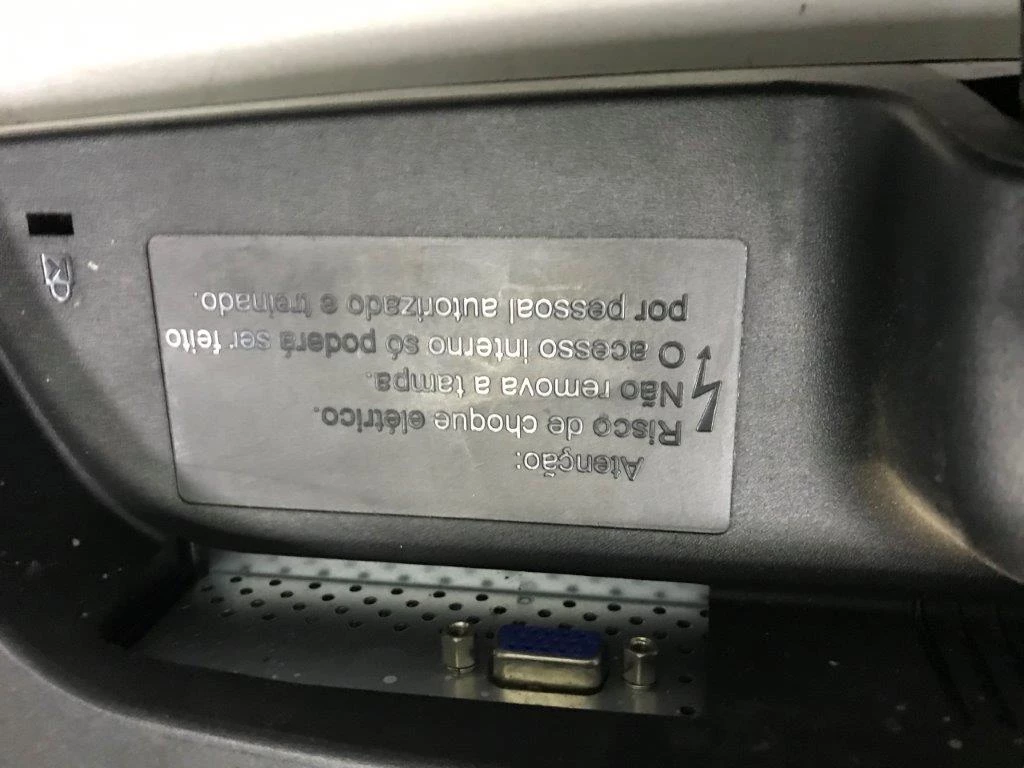 Atenção:
Risco de choque elétrico.
Não remova a tampa.
O acesso interno só poderá ser feito
por pessoal autorizado e treinado.